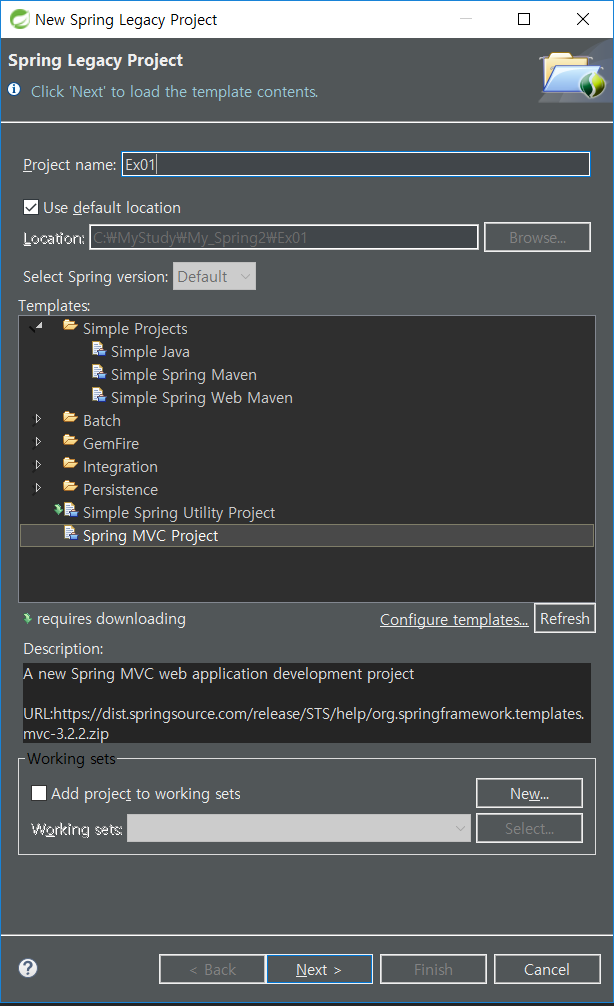 New Spring Legacy Project
Spring Legacy Project
Click 'Next' to load the template contents.
Project name: Ex01
Use default location
Location: C:₩MyStudy₩My_Spring2₩Ex01 Browse...
Select Spring version: Default
Templates:
Simple Projects
Simple Java
Simple Spring Maven
Simple Spring Web Maven
Batch
GemFire
Integration
Persistence
Simple Spring Utility Project
Spring MVC Project
requires downloading Configure templates... Refresh
Description:
A new Spring MVC web application development project
URL:https://dist.springsource.com/release/STS/help/org.springframework.templates.
mvc-3.2.2.zip
Working sets
Add project to working sets New...
Working sets: Select...
? < Back Next > Finish Cancel